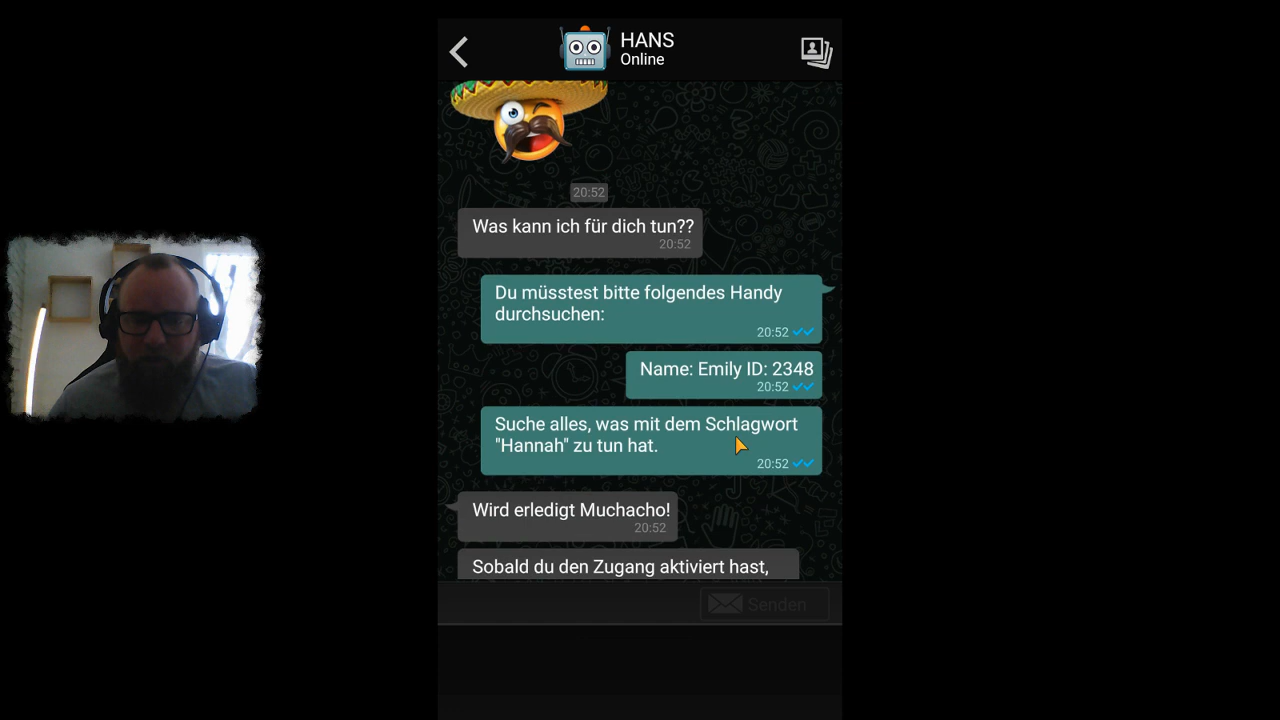 HANS
Online
20:52
Was kann ich für dich tun??
20:52
Du müsstest bitte folgendes Handy
durchsuchen:
20:52
Name: Emily ID: 2348
20:52
Suche alles, was mit dem Schlagwort
"Hannah" zu tun hat.
20:52
Wird erledigt Muchacho!
20:52
Sobald du den Zugang aktiviert hast,
Senden